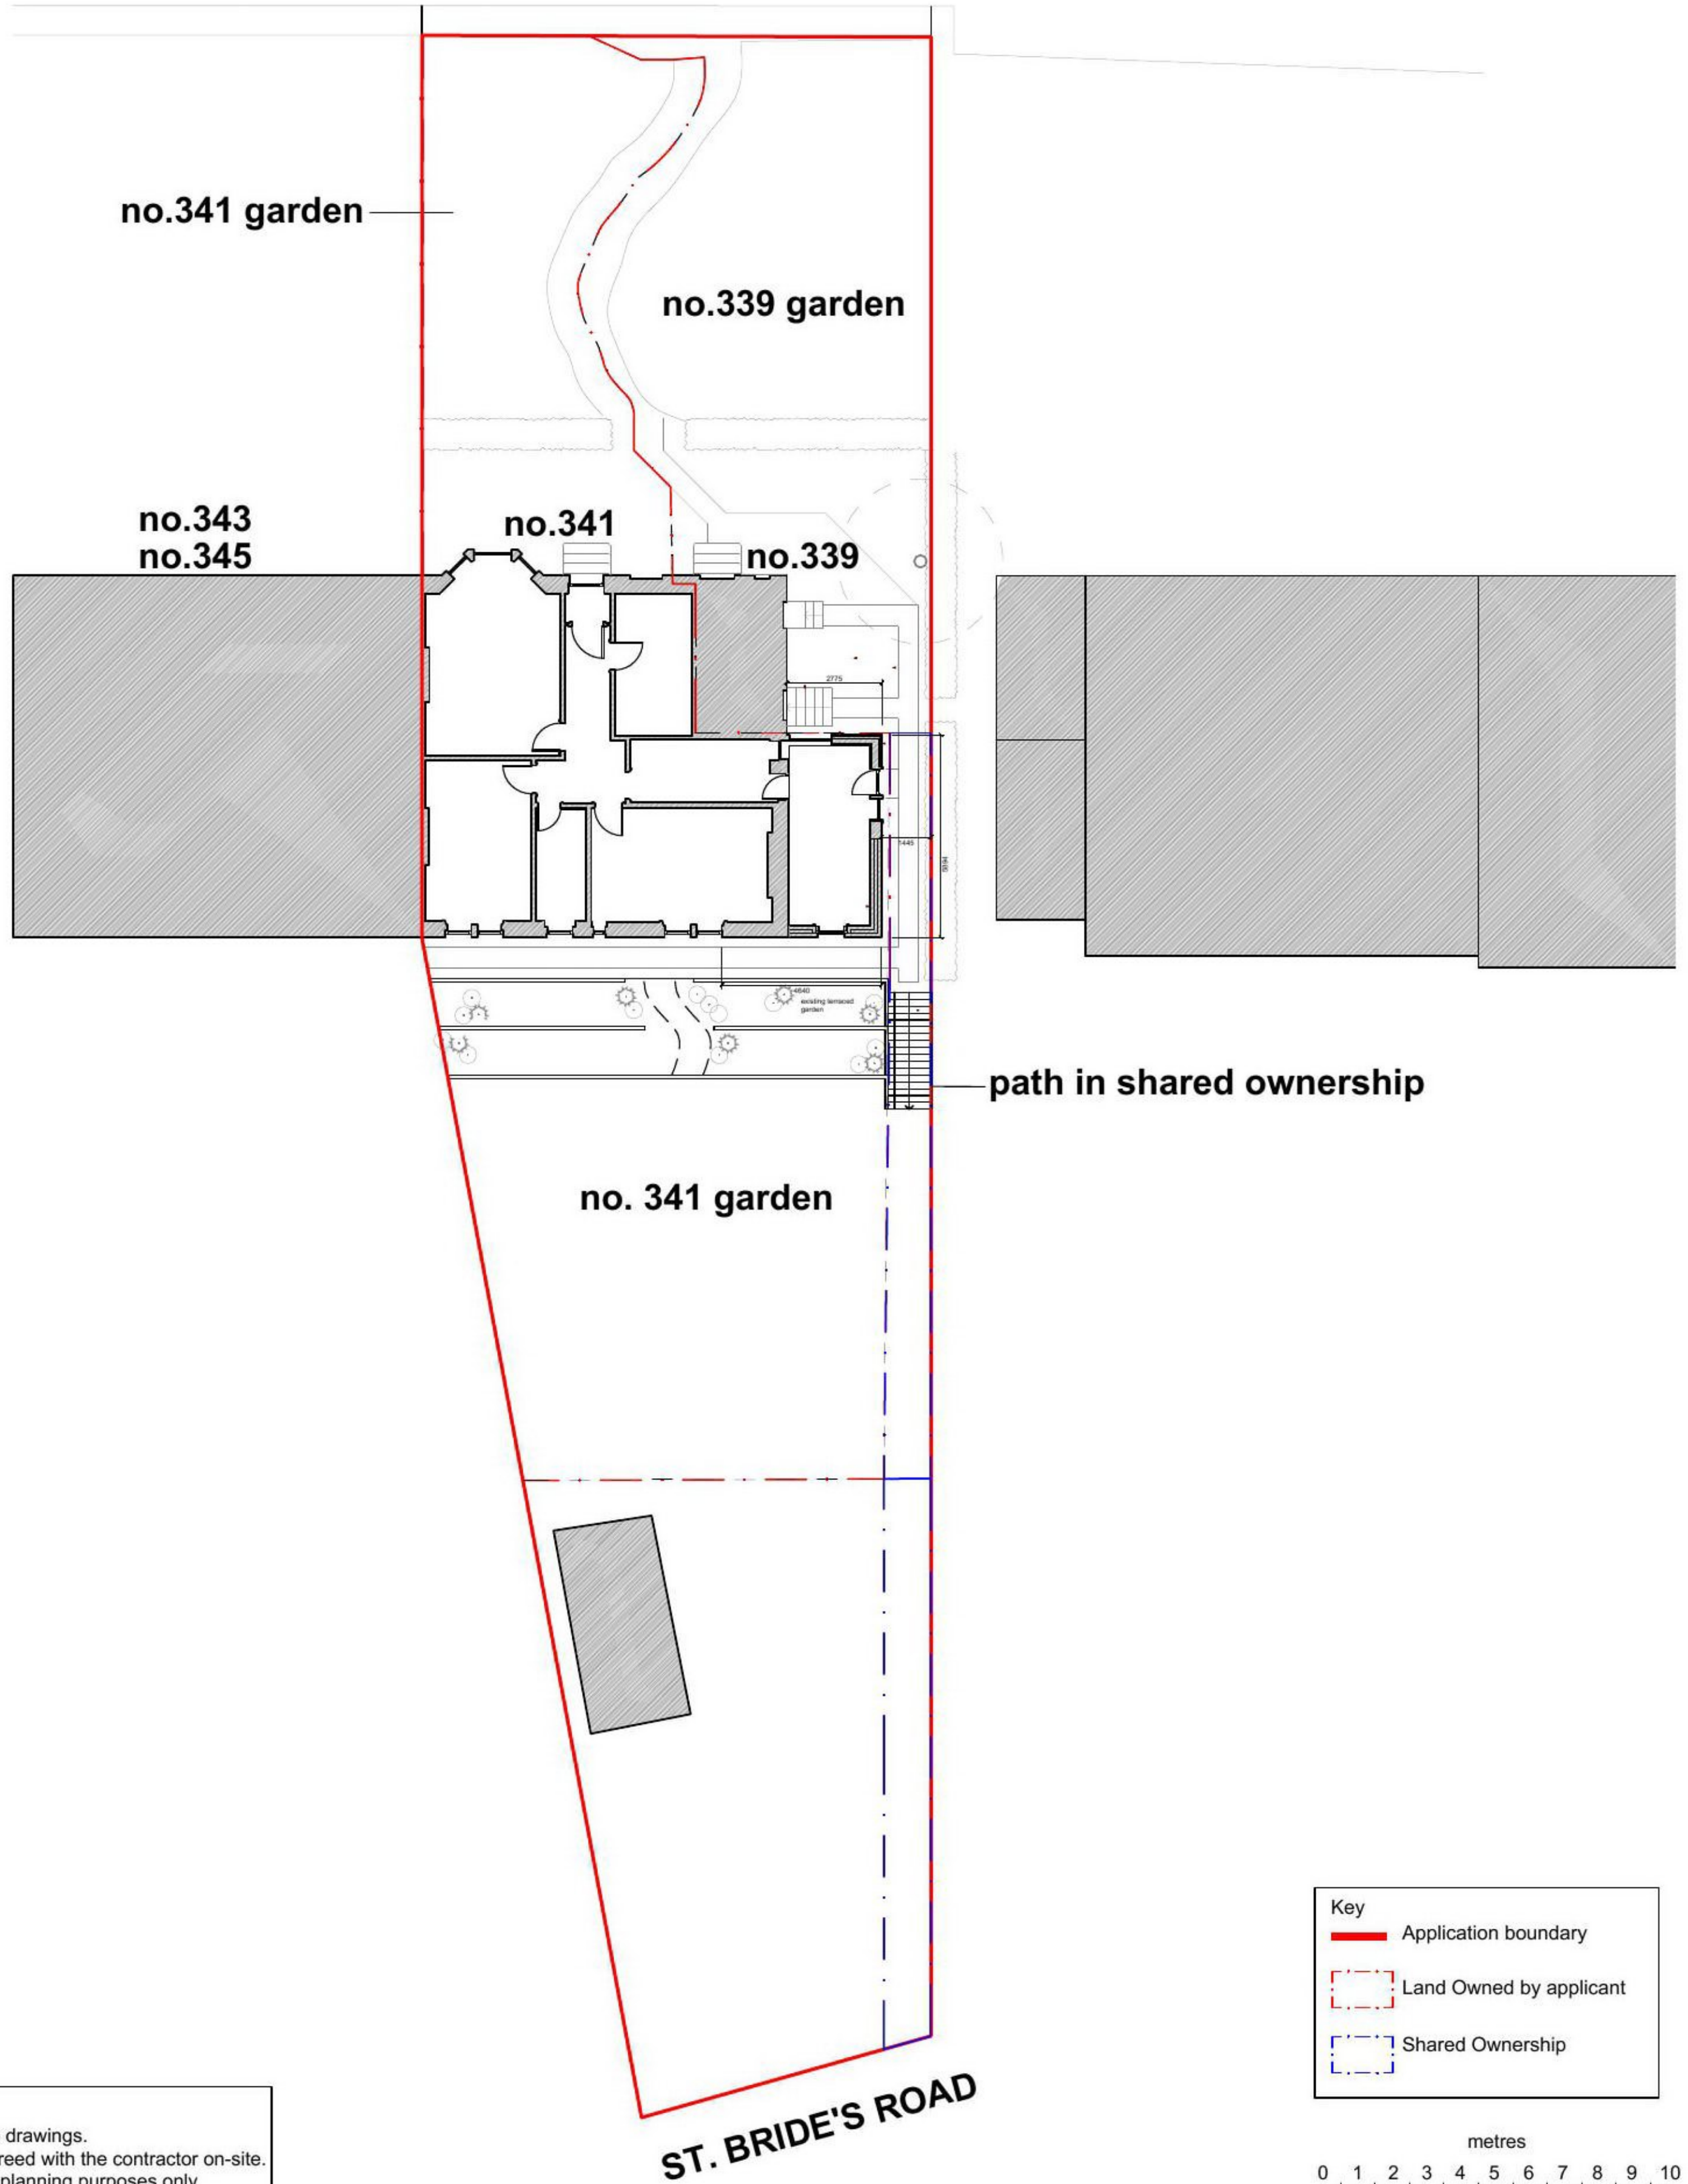 no.341 garden
no.339 garden
no.343
no.345
no.341
no.339
2775
1445
5894
4640
existing terraced
garden
path in shared ownership
no. 341 garden
Key
Application boundary
Land Owned by applicant
Shared Ownership
ST. BRIDE'S ROAD
drawings.
reed with the contractor on-site.
planning purposes only
metres
0 1 2 3 4 5 6 7 8 9 10